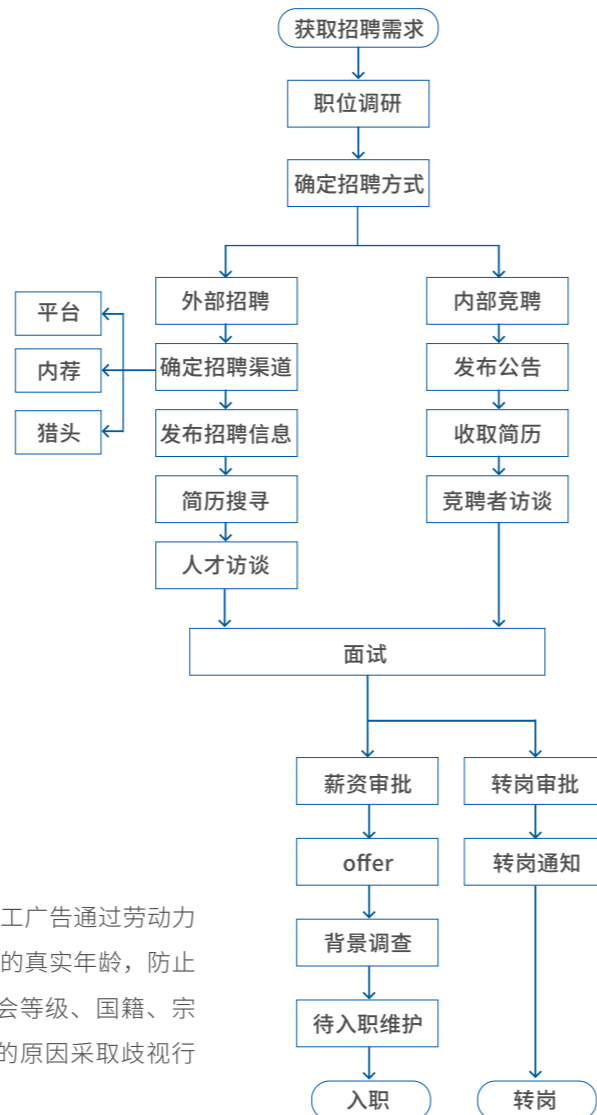 获取招聘需求
职位调研
确定招聘方式
外部招聘
内部竞聘
平台
确定招聘渠道
发布公告
内荐
猎头
发布招聘信息
收取简历
简历搜寻
竞聘者访谈
人才访谈
面试
薪资审批
转岗审批
offer
转岗通知
工广告通过劳动力
的真实年龄，防止
背景调查
会等级、国籍、宗
待入职维护
的原因采取歧视行
入职
转岗